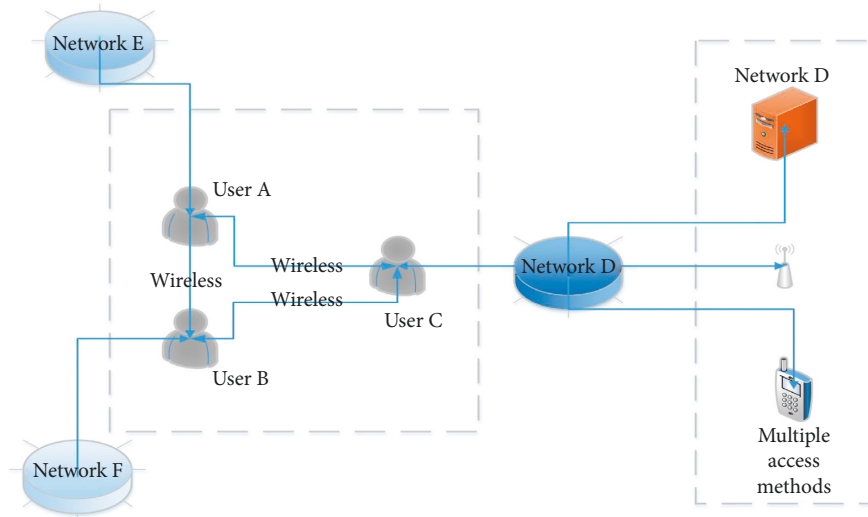 Network E
Network D
User A
Wireless
Wireless
Network D
Wireless
User C
User B
Network F
Multiple
access
methods